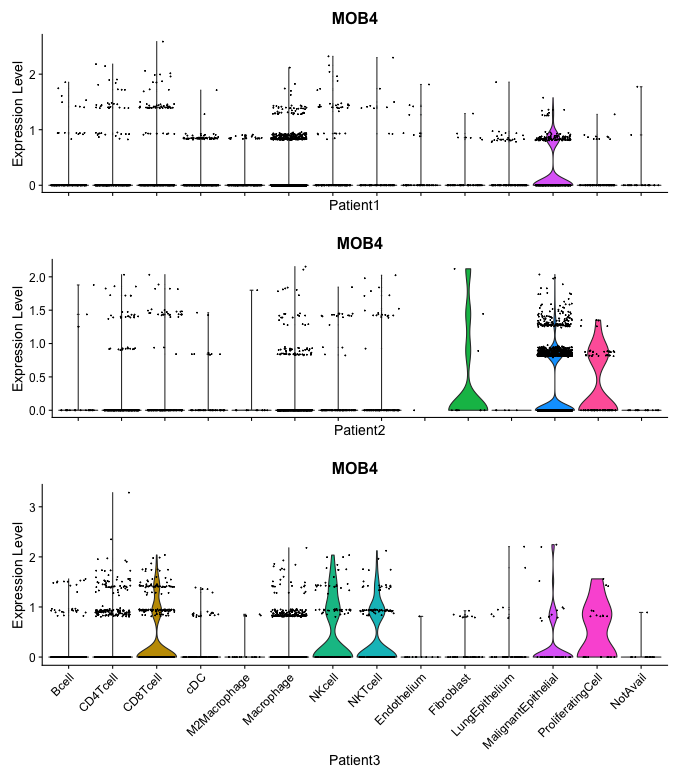 MOB4
Expression Level
2
1
0
Patient1
MOB4
Expression Level
2.0
1.5
1.0
0.5
0.0
Patient2
MOB4
Expression Level
3
2
1
0
Bcell
CD4Tcell
CD8Tcell
cDC
M2Macrophage
Macrophage
NKcell
NKTcell
Endothelium
Fibroblast
LungEpithelium
MalignantEpithelial
ProliferatingCell
NotAvail
Patient3